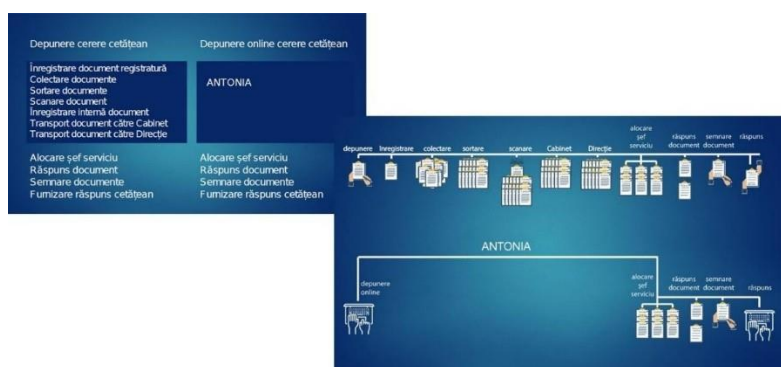 Depunere cerere cetățean
Înregistrare document registratură
Colectare documente
Sortare documente
Scanare document
Înregistrare internă document
Transport document către Cabinet
Transport document către Direcție
Alocare șef serviciu
Răspuns document
Semnare documente
Furnizare răspuns cetățean
Depunere online cerere cetățean
ANTONIA
Alocare șef serviciu
Răspuns document
Semnare documente
Furnizare răspuns cetățean
depunere
înregistrare
colectare
sortare
scanare
Cabinet
Direcție
alocare
șef
serviciu
răspuns
document
semnare
document
răspuns
ANTONIA
depunere
online
alocare
șef
serviciu
răspuns
document
semnare
document
răspuns